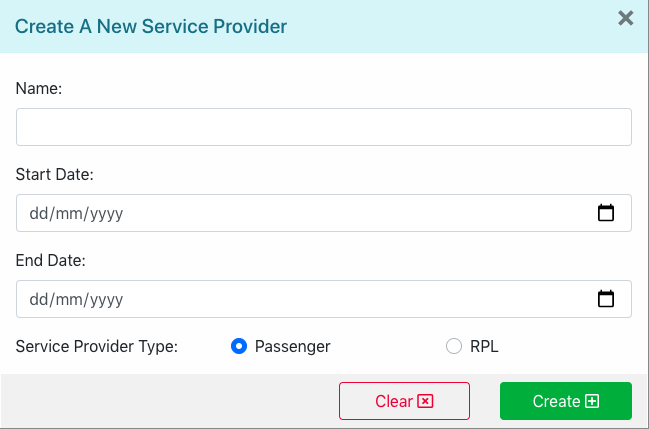 Create A New Service Provider
Name:
Start Date:
dd/mm/yyyy
End Date:
dd/mm/yyyy
Service Provider Type: Passenger RPL
Clear Create